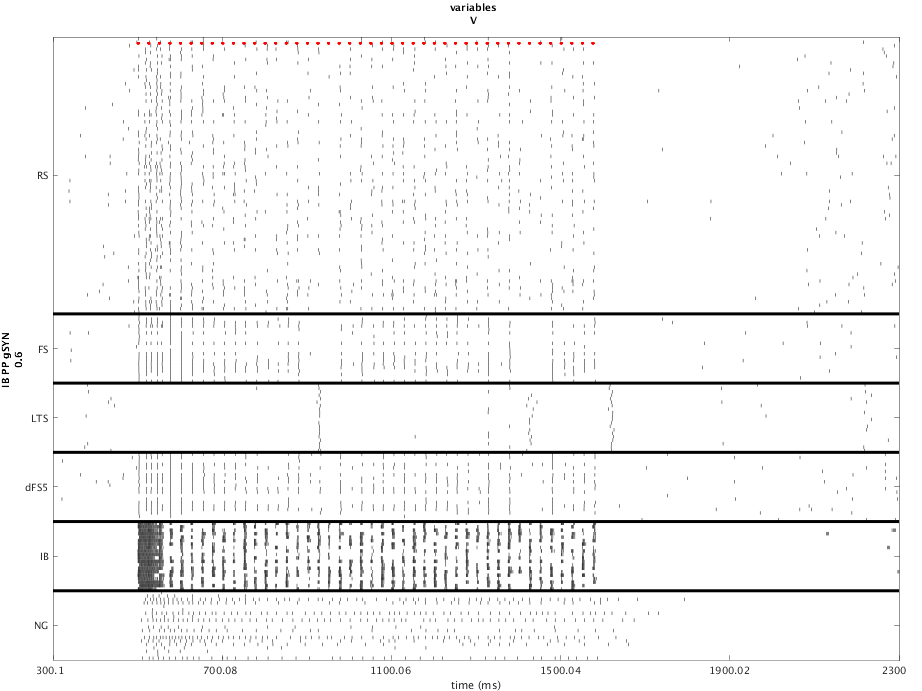 variables
V
RS
FS
LTS
dFS5
IB
NG
IB PP gSYN
0.6
300.1 700.08 1100.06 1500.04 1900.02 2300
time (ms)